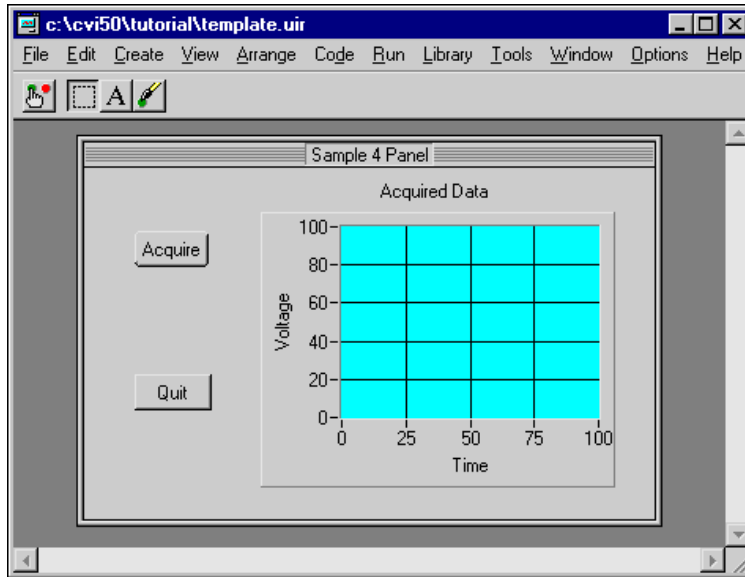 c:\cvi50\tutorial\template.uir
File Edit Create View Arrange Code Run Library Tools Window Options Help
A
Sample 4 Panel
Acquired Data
Acquire
Quit
Voltage
100
80
60
40
20
0
0 25 50 75 100
Time